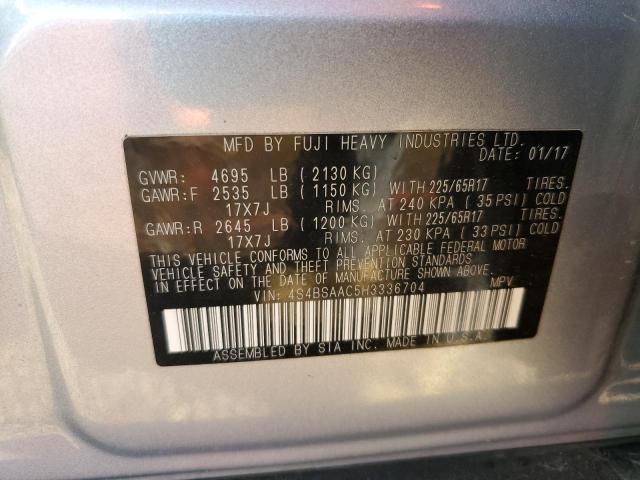 MFD BY FUJI HEAVY INDUSTRIES LTD.
DATE: 01/17
GVWR: 4695 LB ( 2130 KG)
GAWR:F 2535 LB ( 1150 KG) WITH 225/65R17 TIRES.
17X7J RIMS. AT 240 KPA ( 35 PSI) COLD
GAWR:R 2645 LB ( 1200 KG) WITH 225/65R17 TIRES.
17X7J RIMS. AT 230 KPA ( 33 PSI) COLD
THIS VEHICLE CONFORMS TO ALL APPLICABLE FEDERAL MOTOR
VEHICLE SAFETY AND THEFT PREVENTION STANDARDS
IN EFFECT ON THE DATE OF MANUFACTURE SHOWN ABOVE.
VIN: 4S4BSAAC5H3336704 MPV
ASSEMBLED BY SIA INC. MADE IN U.S.A.